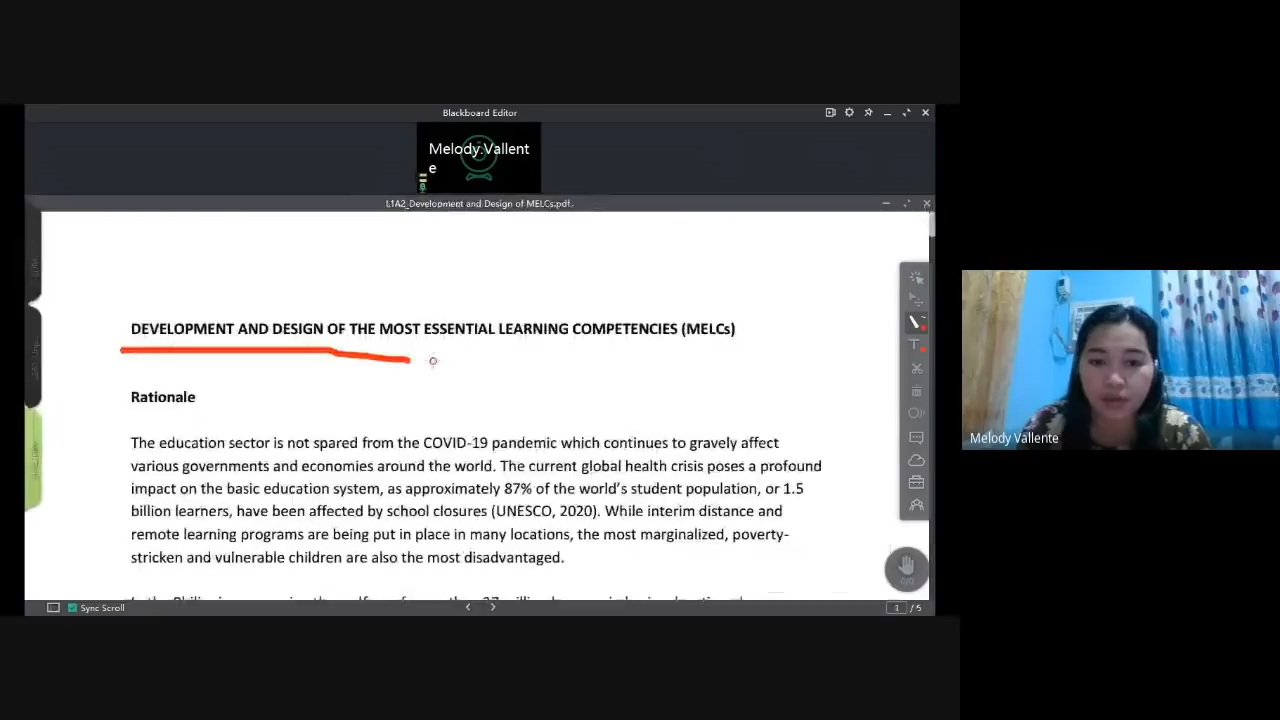 Blackboard Editor
Melody.Vallent
e
L1A2_Development and Design of MELCs.pdf
DEVELOPMENT AND DESIGN OF THE MOST ESSENTIAL LEARNING COMPETENCIES (MELCs)
Rationale
The education sector is not spared from the COVID-19 pandemic which continues to gravely affect
various governments and economies around the world. The current global health crisis poses a profound
impact on the basic education system, as approximately 87% of the world's student population, or 1.5
billion learners, have been affected by school closures (UNESCO, 2020). While interim distance and
remote learning programs are being put in place in many locations, the most marginalized, poverty-
stricken and vulnerable children are also the most disadvantaged.
0/0
Sync Scroll
1 / 5
Melody Vallente